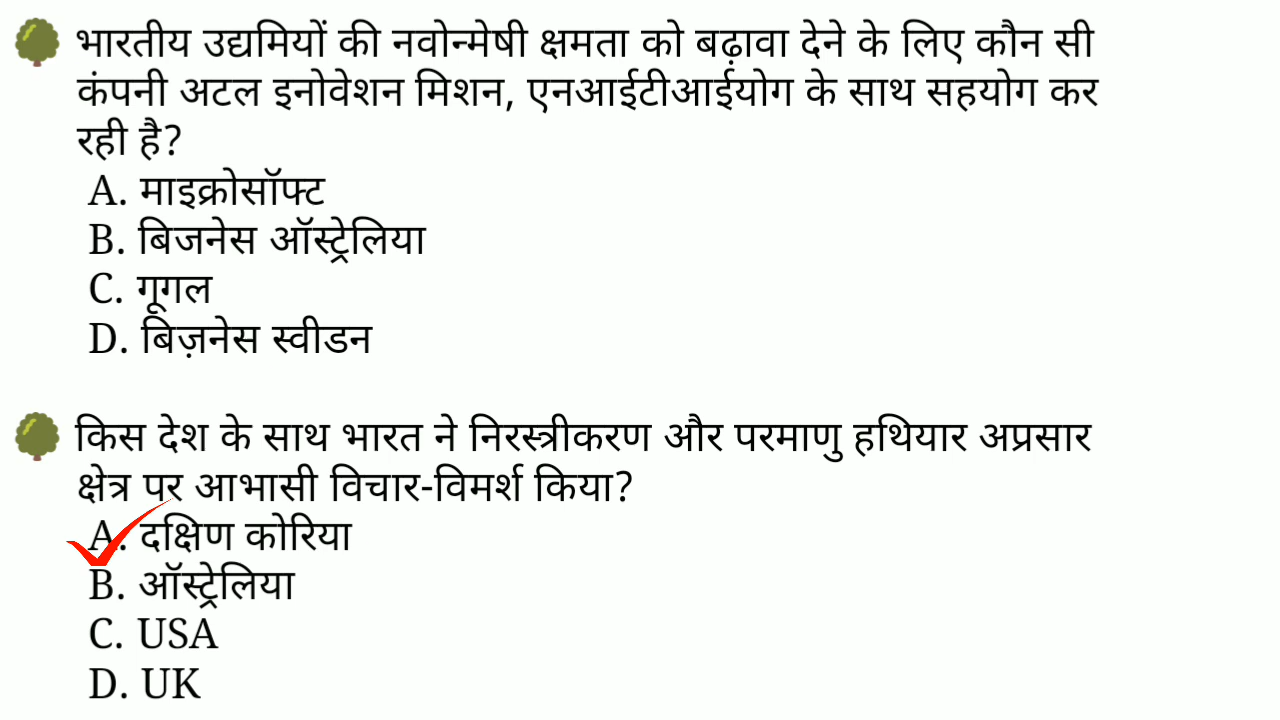 भारतीय उद्यमियों की नवोन्मेषी क्षमता को बढ़ावा देने के लिए कौन सी
कंपनी अटल इनोवेशन मिशन, एनआईटीआईयोग के साथ सहयोग कर
रही है?
A. माइक्रोसॉफ्ट
B. बिजनेस ऑस्ट्रेलिया
C. गूगल
D. बिज़नेस स्वीडन
किस देश के साथ भारत ने निरस्त्रीकरण और परमाणु हथियार अप्रसार
क्षेत्र पर आभासी विचार-विमर्श किया?
A. दक्षिण कोरिया
B. ऑस्ट्रेलिया
C. USA
D. UK